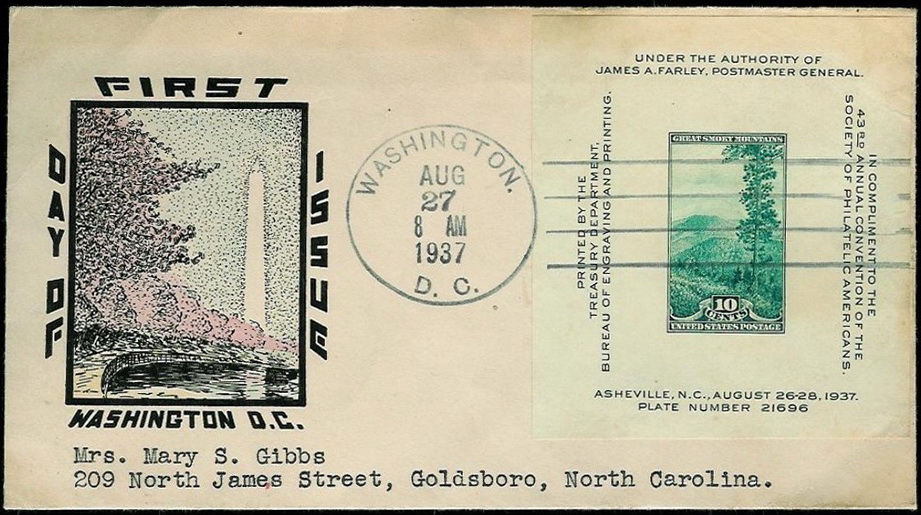 FIRST
DAY OF
ISSUE
WASHINGTON D.C.
Mrs. Mary S. Gibbs
209 North James Street, Goldsboro, North Carolina.
WASHINGTON.
AUG
27
8 AM
1937
D. C.
UNDER THE AUTHORITY OF
JAMES A. FARLEY, POSTMASTER GENERAL.
PRINTED BY THE
TREASURY DEPARTMENT,
BUREAU OF ENGRAVING AND PRINTING.
GREAT SMOKY MOUNTAINS
10
CENTS
UNITED STATES POSTAGE
IN COMPLIMENT TO THE
43RD ANNUAL CONVENTION OF THE
SOCIETY OF PHILATELIC AMERICANS.
ASHEVILLE, N.C., AUGUST 26-28, 1937.
PLATE NUMBER 21696